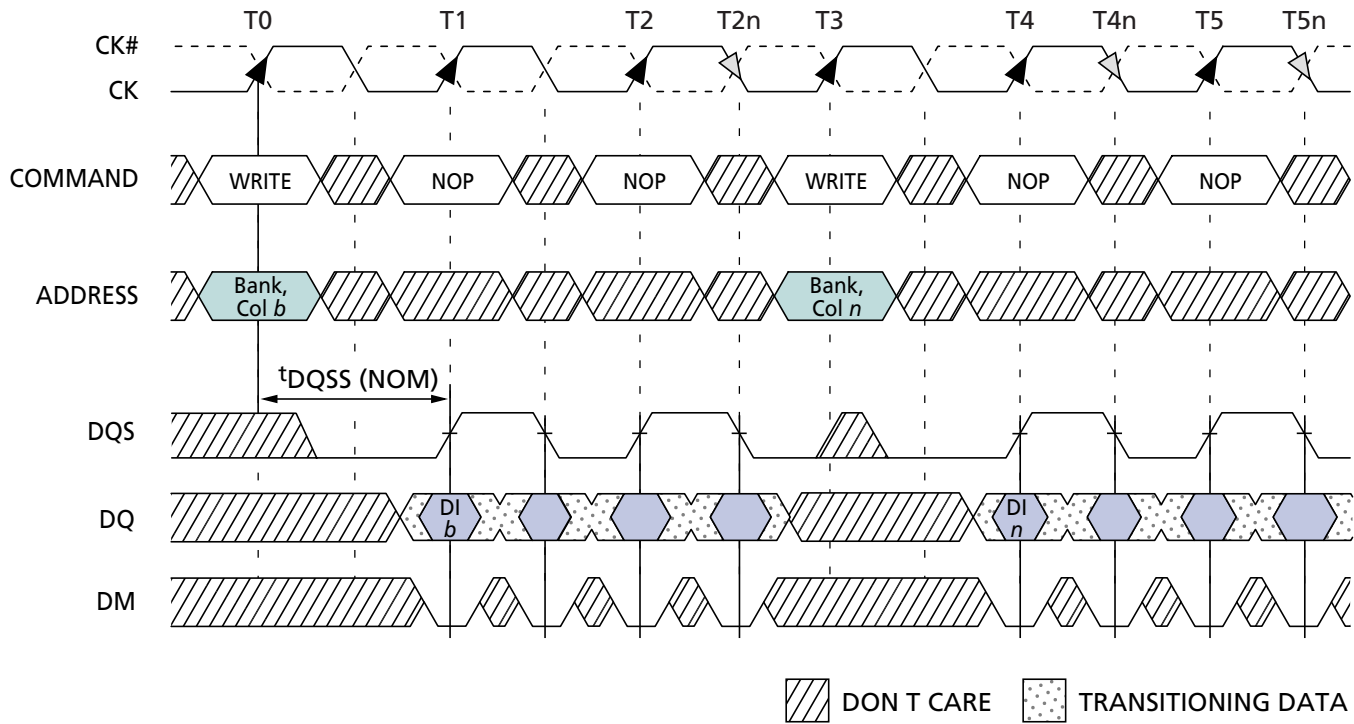 T0 T1 T2 T2n T3 T4 T4n T5 T5n
CK#
CK
COMMAND WRITE NOP NOP WRITE NOP NOP
ADDRESS Bank, Col b Bank, Col n
tDQSS (NOM)
DQS
DQ DI b DI n
DM
DON T CARE TRANSITIONING DATA